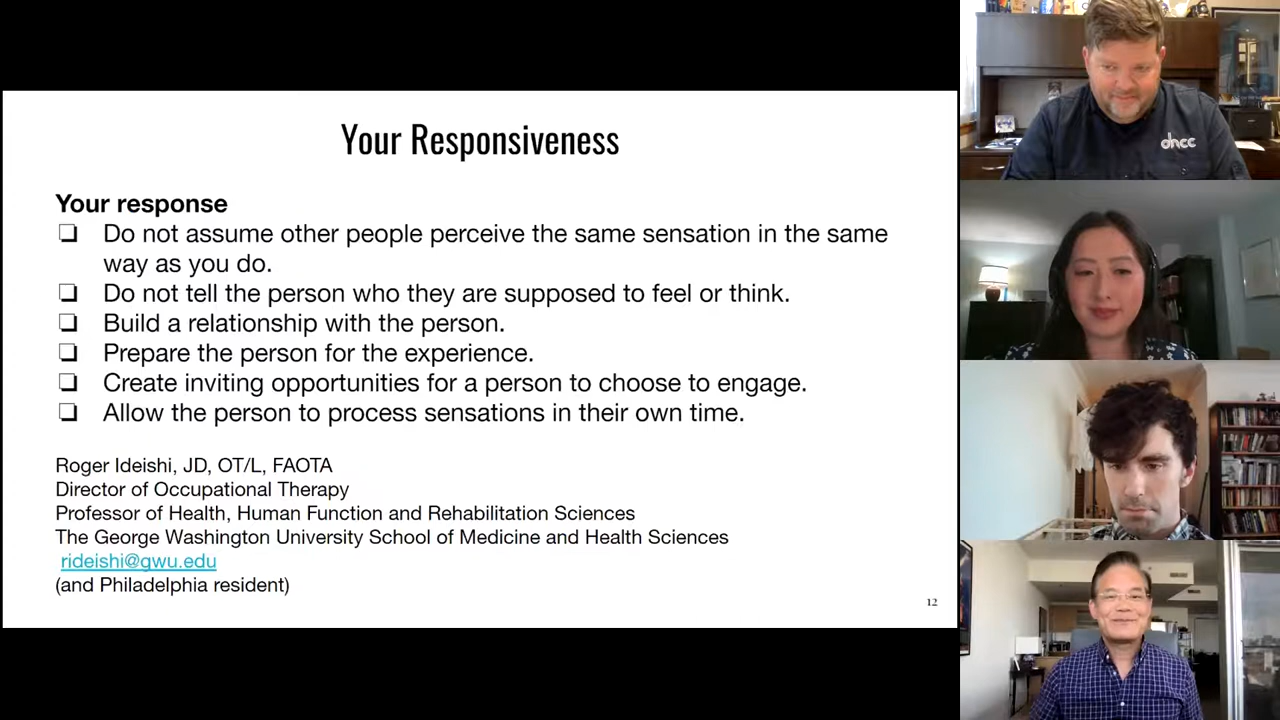 Your Responsiveness
Your response
❏ Do not assume other people perceive the same sensation in the same
way as you do.
❏ Do not tell the person who they are supposed to feel or think.
❏ Build a relationship with the person.
❏ Prepare the person for the experience.
❏ Create inviting opportunities for a person to choose to engage.
❏ Allow the person to process sensations in their own time.
Roger Ideishi, JD, OT/L, FAOTA
Director of Occupational Therapy
Professor of Health, Human Function and Rehabilitation Sciences
The George Washington University School of Medicine and Health Sciences
rideishi@gwu.edu
(and Philadelphia resident)
12
dhcc